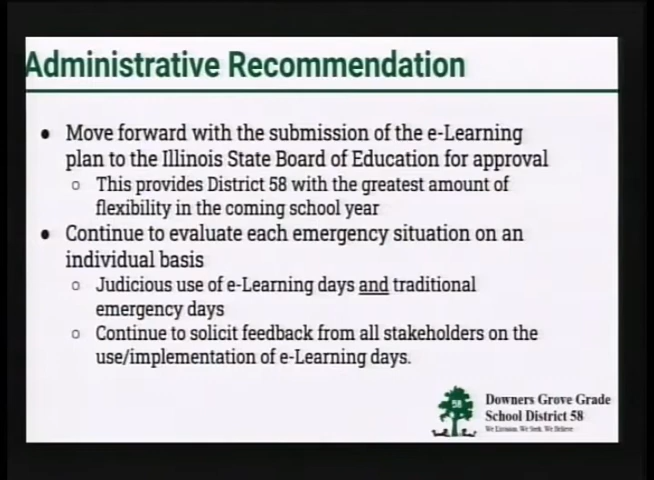 Administrative Recommendation
● Move forward with the submission of the e-Learning
plan to the Illinois State Board of Education for approval
○ This provides District 58 with the greatest amount of
flexibility in the coming school year
● Continue to evaluate each emergency situation on an
individual basis
○ Judicious use of e-Learning days and traditional
emergency days
○ Continue to solicit feedback from all stakeholders on the
use/implementation of e-Learning days.
58
Downers Grove Grade
School District 58
We Envision. We Seek. We Believe